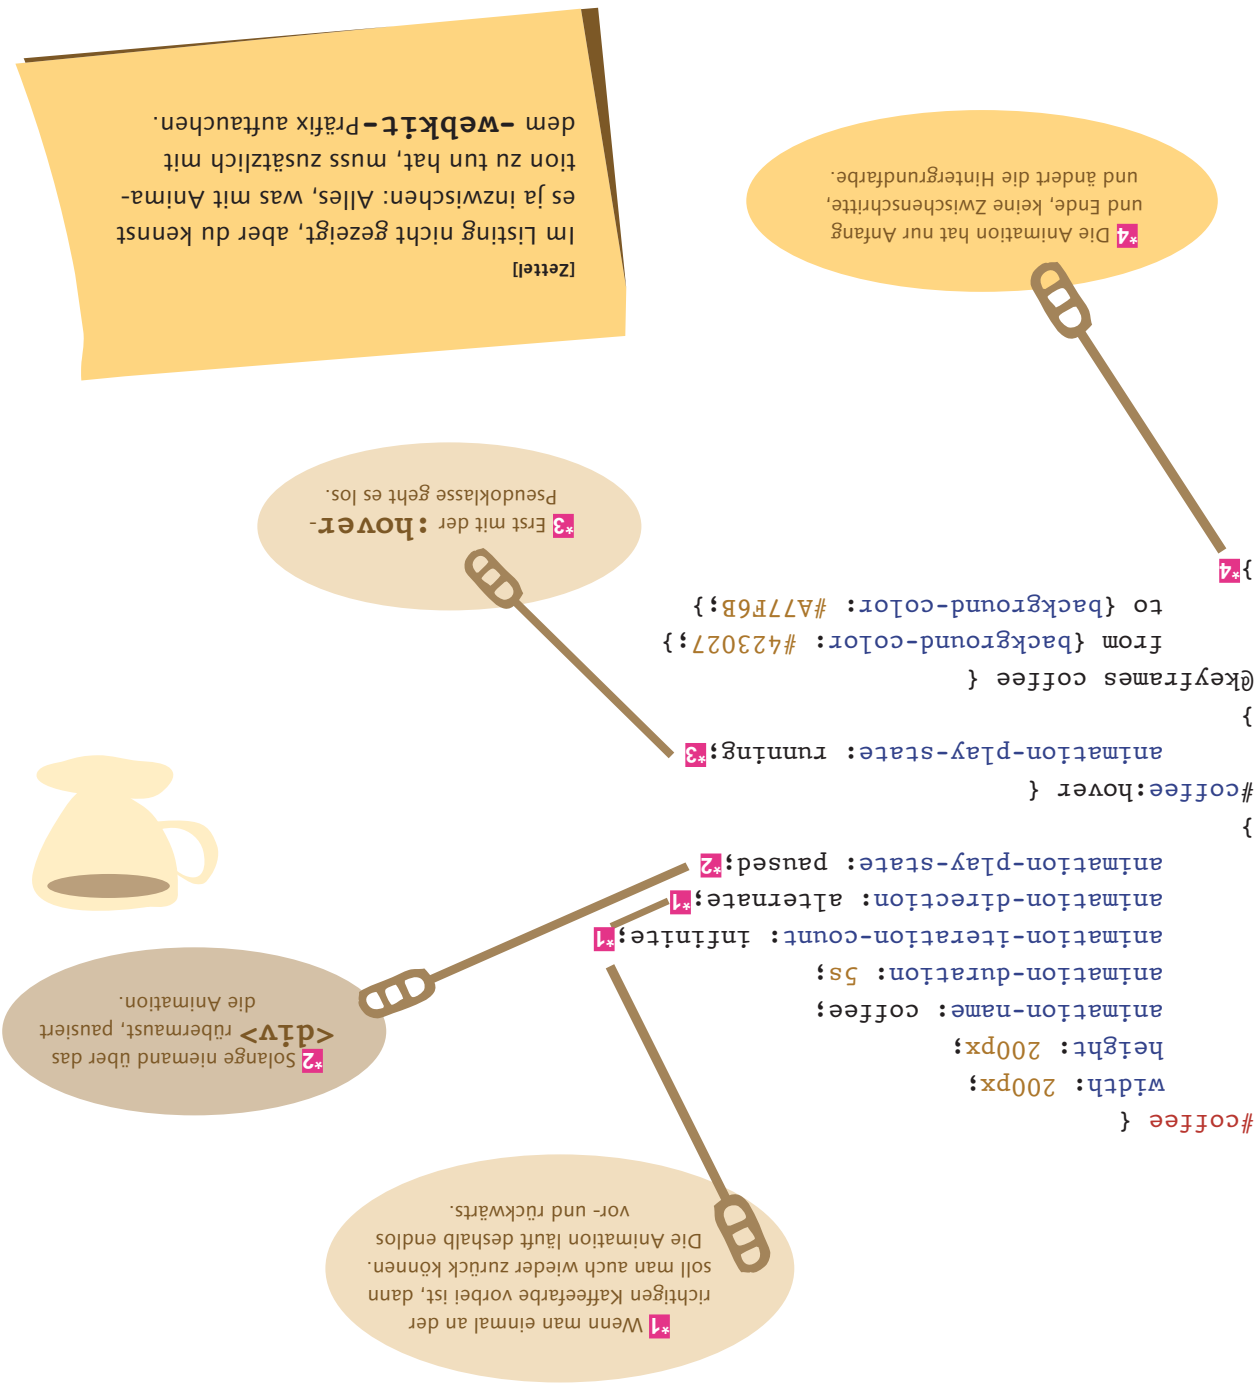 *1 Wenn man einmal an der
richtigen Kaffeefarbe vorbei ist, dann
soll man auch wieder zurück können.
Die Animation läuft deshalb endlos
vor- und rückwärts.
#coffee {
width: 200px;
height: 200px;
animation-name: coffee;
animation-duration: 5s;
animation-iteration-count: infinite;*1
animation-direction: alternate;*1
animation-play-state: paused;*2
}
#coffee:hover {
animation-play-state: running;*3
}
@keyframes coffee {
from {background-color: #423027;}
to {background-color: #A77F6B;}
}*4
*2 Solange niemand über das
<div> rübermaust, pausiert
die Animation.
*3 Erst mit der :hover-
Pseudoklasse geht es los.
*4 Die Animation hat nur Anfang
und Ende, keine Zwischenschritte,
und ändert die Hintergrundfarbe.
[Zettel]
Im Listing nicht gezeigt, aber du kennst
es ja inzwischen: Alles, was mit Anima-
tion zu tun hat, muss zusätzlich mit
dem -webkit-Präfix auftauchen.